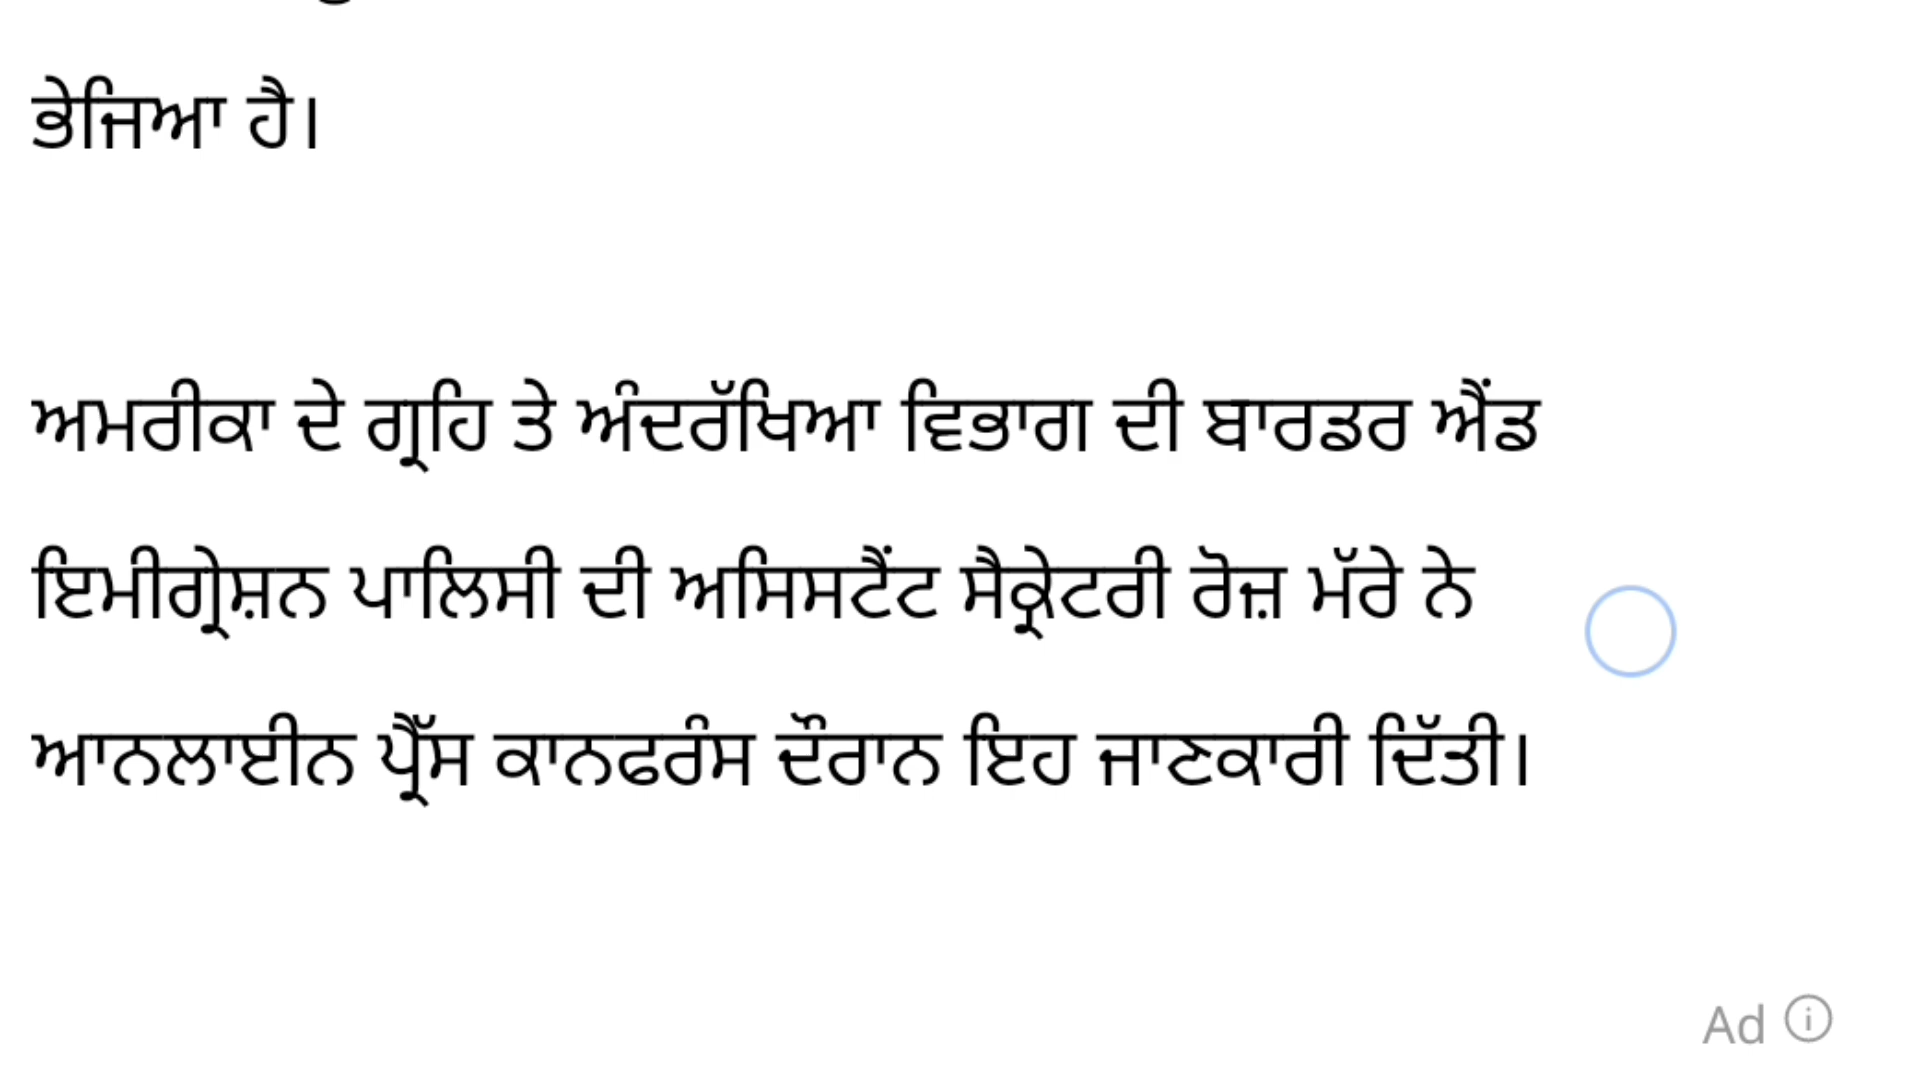 ਭੇਜਿਆ ਹੈ।
ਅਮਰੀਕਾ ਦੇ ਗ੍ਰਹਿ ਤੇ ਅੰਦਰੱਖਿਆ ਵਿਭਾਗ ਦੀ ਬਾਰਡਰ ਐਂਡ
ਇਮੀਗ੍ਰੇਸ਼ਨ ਪਾਲਿਸੀ ਦੀ ਅਸਿਸਟੈਂਟ ਸੈਕ੍ਰੇਟਰੀ ਰੋਜ਼ ਮੱਰੇ ਨੇ
ਆਨਲਾਈਨ ਪ੍ਰੈੱਸ ਕਾਨਫਰੰਸ ਦੌਰਾਨ ਇਹ ਜਾਣਕਾਰੀ ਦਿੱਤੀ।
Ad